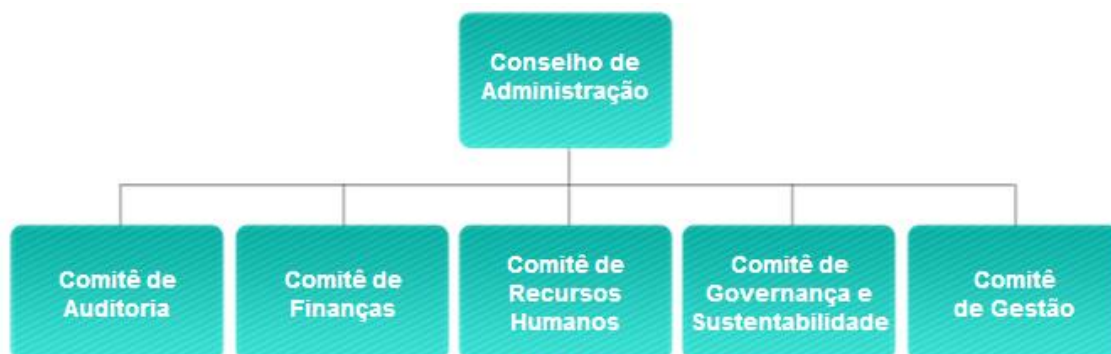 Conselho de
Administração
Comitê de
Auditoria
Comitê de
Finanças
Comitê de
Recursos
Humanos
Comitê de
Governança e
Sustentabilidade
Comitê
de Gestão